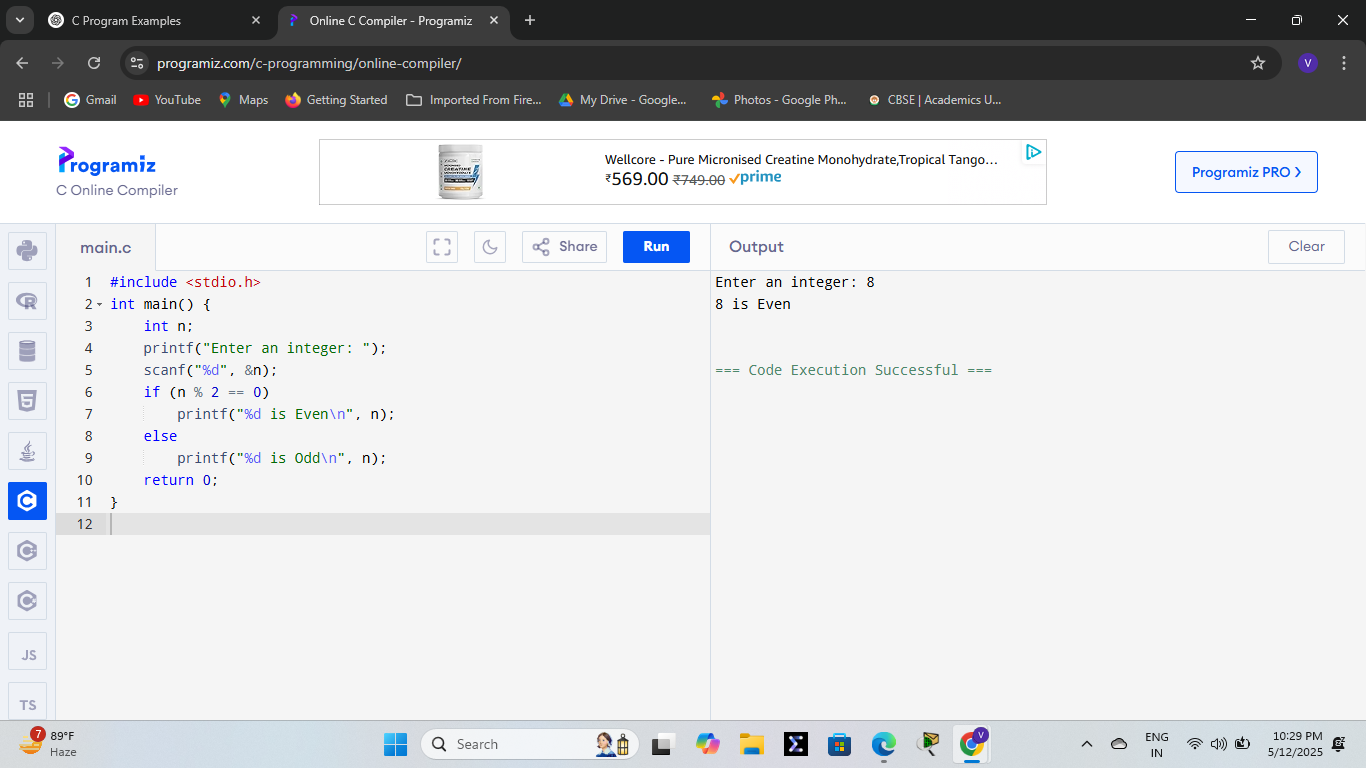 C Program Examples
Online C Compiler - Programiz
programiz.com/c-programming/online-compiler/
V
Gmail
YouTube
Maps
Getting Started
Imported From Fire...
My Drive - Google...
Photos - Google Ph...
CBSE | Academics U...
Programiz
C Online Compiler
Wellcore - Pure Micronised Creatine Monohydrate,Tropical Tango...
₹569.00 ₹749.00 prime
Programiz PRO
main.c
Share
Run
Output
Clear
1 #include <stdio.h>
2 int main() {
3     int n;
4     printf("Enter an integer: ");
5     scanf("%d", &n);
6     if (n % 2 == 0)
7         printf("%d is Even\n", n);
8     else
9         printf("%d is Odd\n", n);
10     return 0;
11 }
12
Enter an integer: 8
8 is Even
=== Code Execution Successful ===
JS
TS
7
89°F
Haze
Search
V
ENG
IN
10:29 PM
5/12/2025